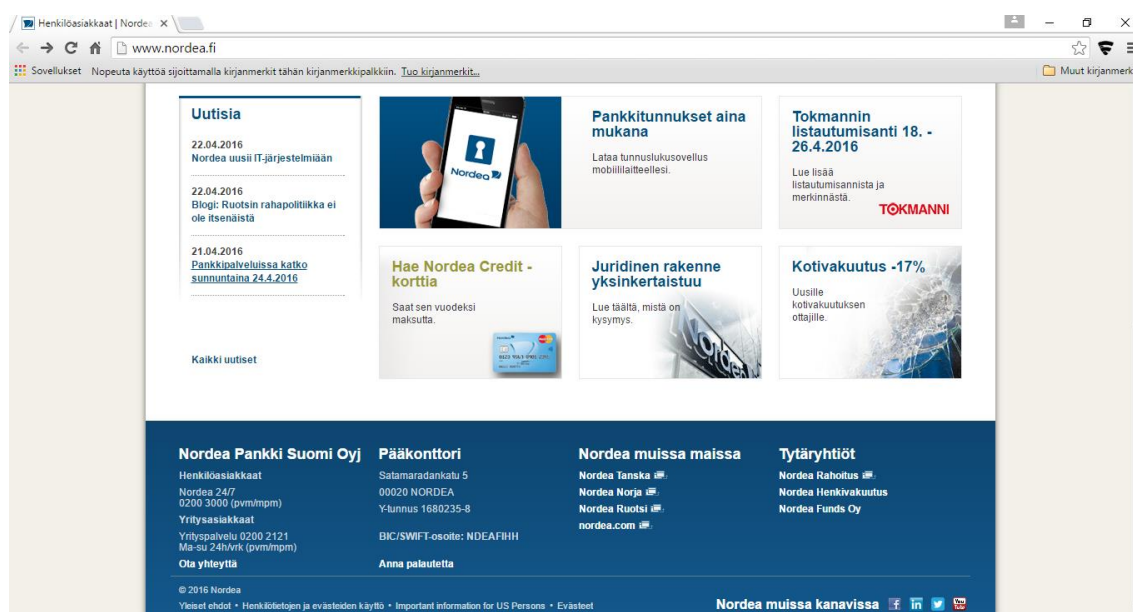 Henkilöasiakkaat | Norde
www.nordea.fi
Sovellukset Nopeuta käyttöä sijoittamalla kirjanmerkit tähän kirjanmerkkipalkkiin. Tuo kirjanmerkit...
Muut kirjanmerk
Uutisia
22.04.2016
Nordea uusii IT-järjestelmiään
22.04.2016
Blogi: Ruotsin rahapolitiikka ei
ole itsenäistä
21.04.2016
Pankkipalveluissa katko
sunnuntaina 24.4.2016
Kaikki uutiset
Nordea
Pankkitunnukset aina
mukana
Lataa tunnuslukusovellus
mobiililaitteellesi.
Tokmannin
listautumisanti 18. -
26.4.2016
Lue lisää
listautumisannista ja
merkinnästä.
TOKMANNI
Hae Nordea Credit -
korttia
Saat sen vuodeksi
maksutta.
Juridinen rakenne
yksinkertaistuu
Lue täältä, mistä on
kysymys.
Nordea
Kotivakuutus -17%
Uusille
kotivakuutuksen
ottajille.
Nordea Pankki Suomi Oyj
Henkilöasiakkaat
Nordea 24/7
0200 3000 (pvm/mpm)
Yritysasiakkaat
Yrityspalvelu 0200 2121
Ma-su 24h/vrk (pvm/mpm)
Ota yhteyttä
Pääkonttori
Satamaradankatu 5
00020 NORDEA
Y-tunnus 1680235-8
BIC/SWIFT-osoite: NDEAFIHH
Anna palautetta
Nordea muissa maissa
Nordea Tanska
Nordea Norja
Nordea Ruotsi
nordea.com
Tytäryhtiöt
Nordea Rahoitus
Nordea Henkivakuutus
Nordea Funds Oy
© 2016 Nordea
Yleiset ehdot • Henkilötietojen ja evästeiden käyttö • Important information for US Persons • Evästeet
Nordea muissa kanavissa